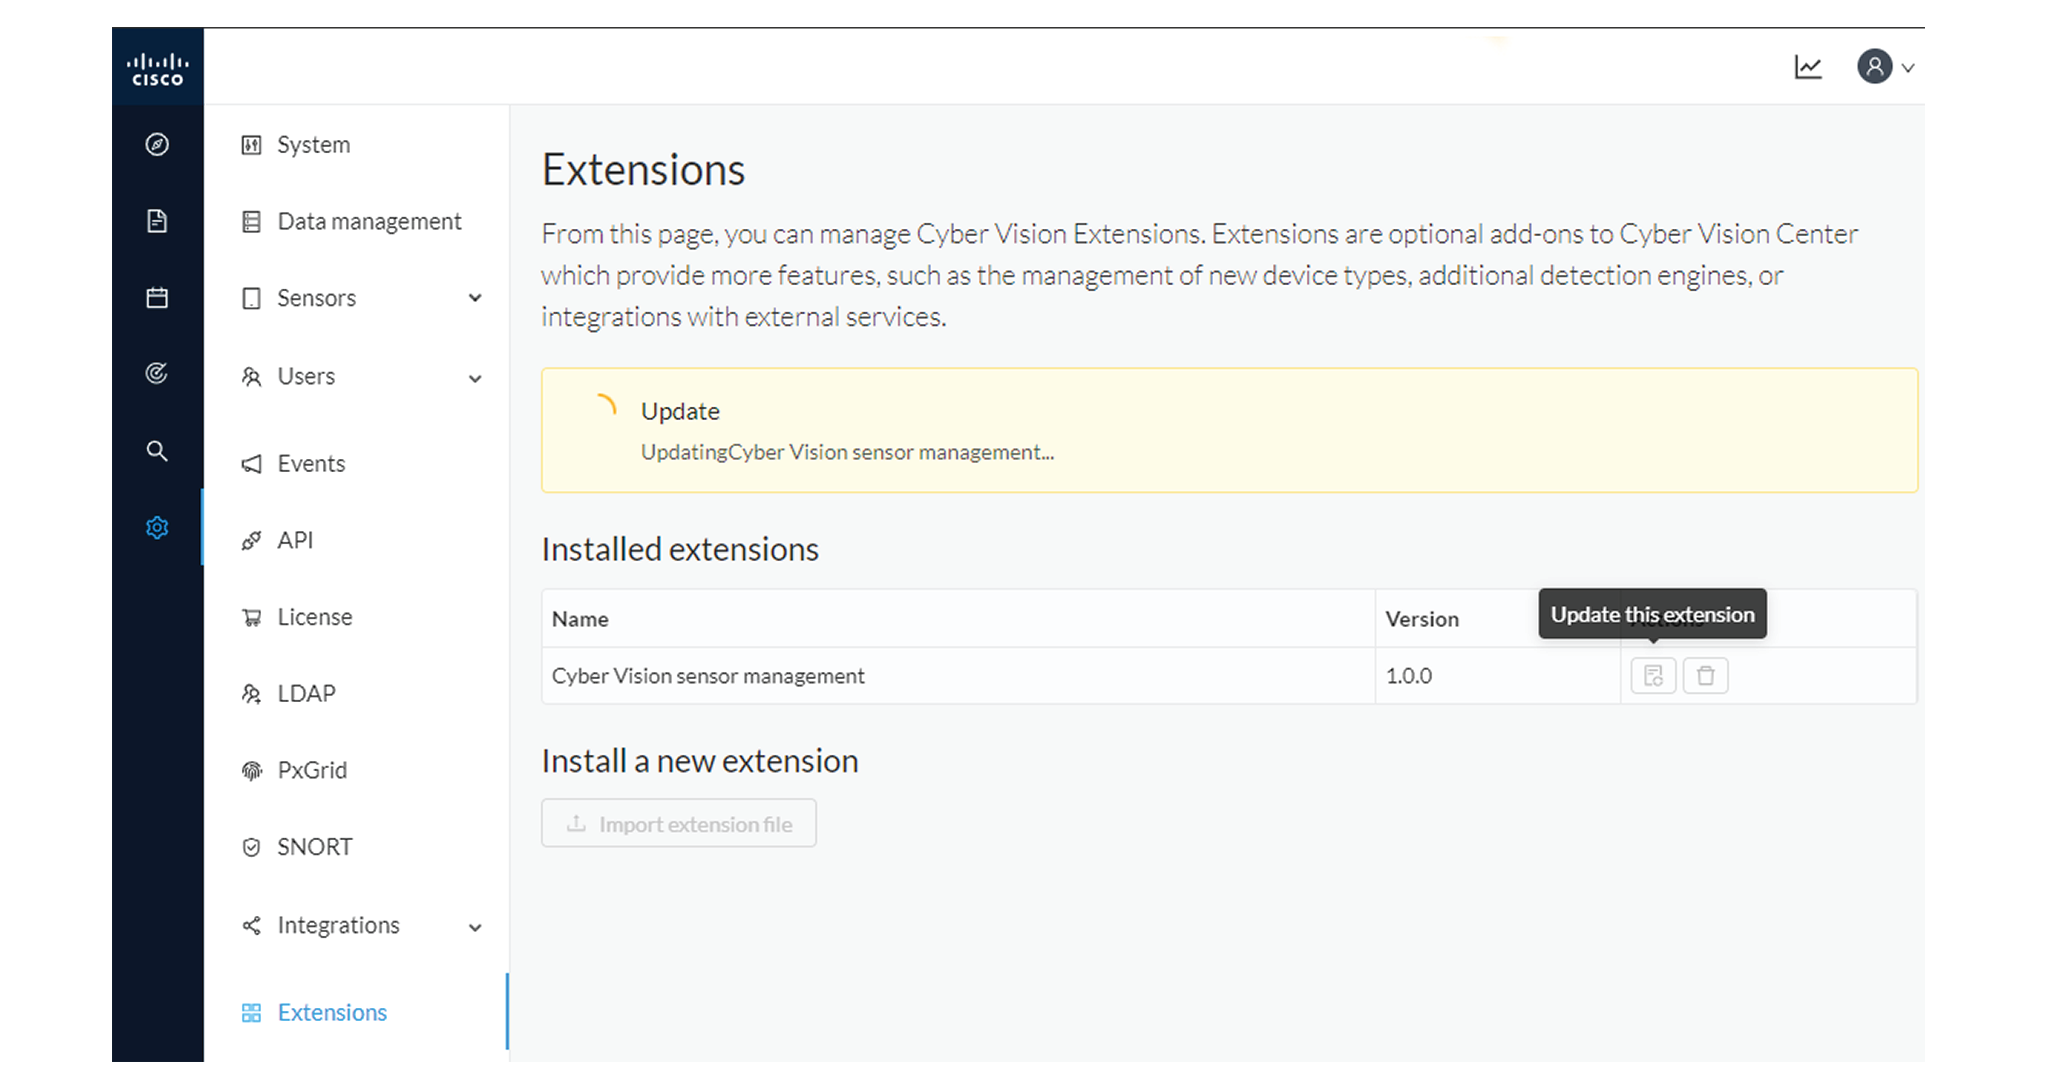 CISCO
System
Data management
Sensors
Users
Events
API
License
LDAP
PxGrid
SNORT
Integrations
Extensions
Extensions
From this page, you can manage Cyber Vision Extensions. Extensions are optional add-ons to Cyber Vision Center
which provide more features, such as the management of new device types, additional detection engines, or
integrations with external services.
Update
UpdatingCyber Vision sensor management...
Installed extensions
Name Version Update this extension
Cyber Vision sensor management 1.0.0
Install a new extension
Import extension file